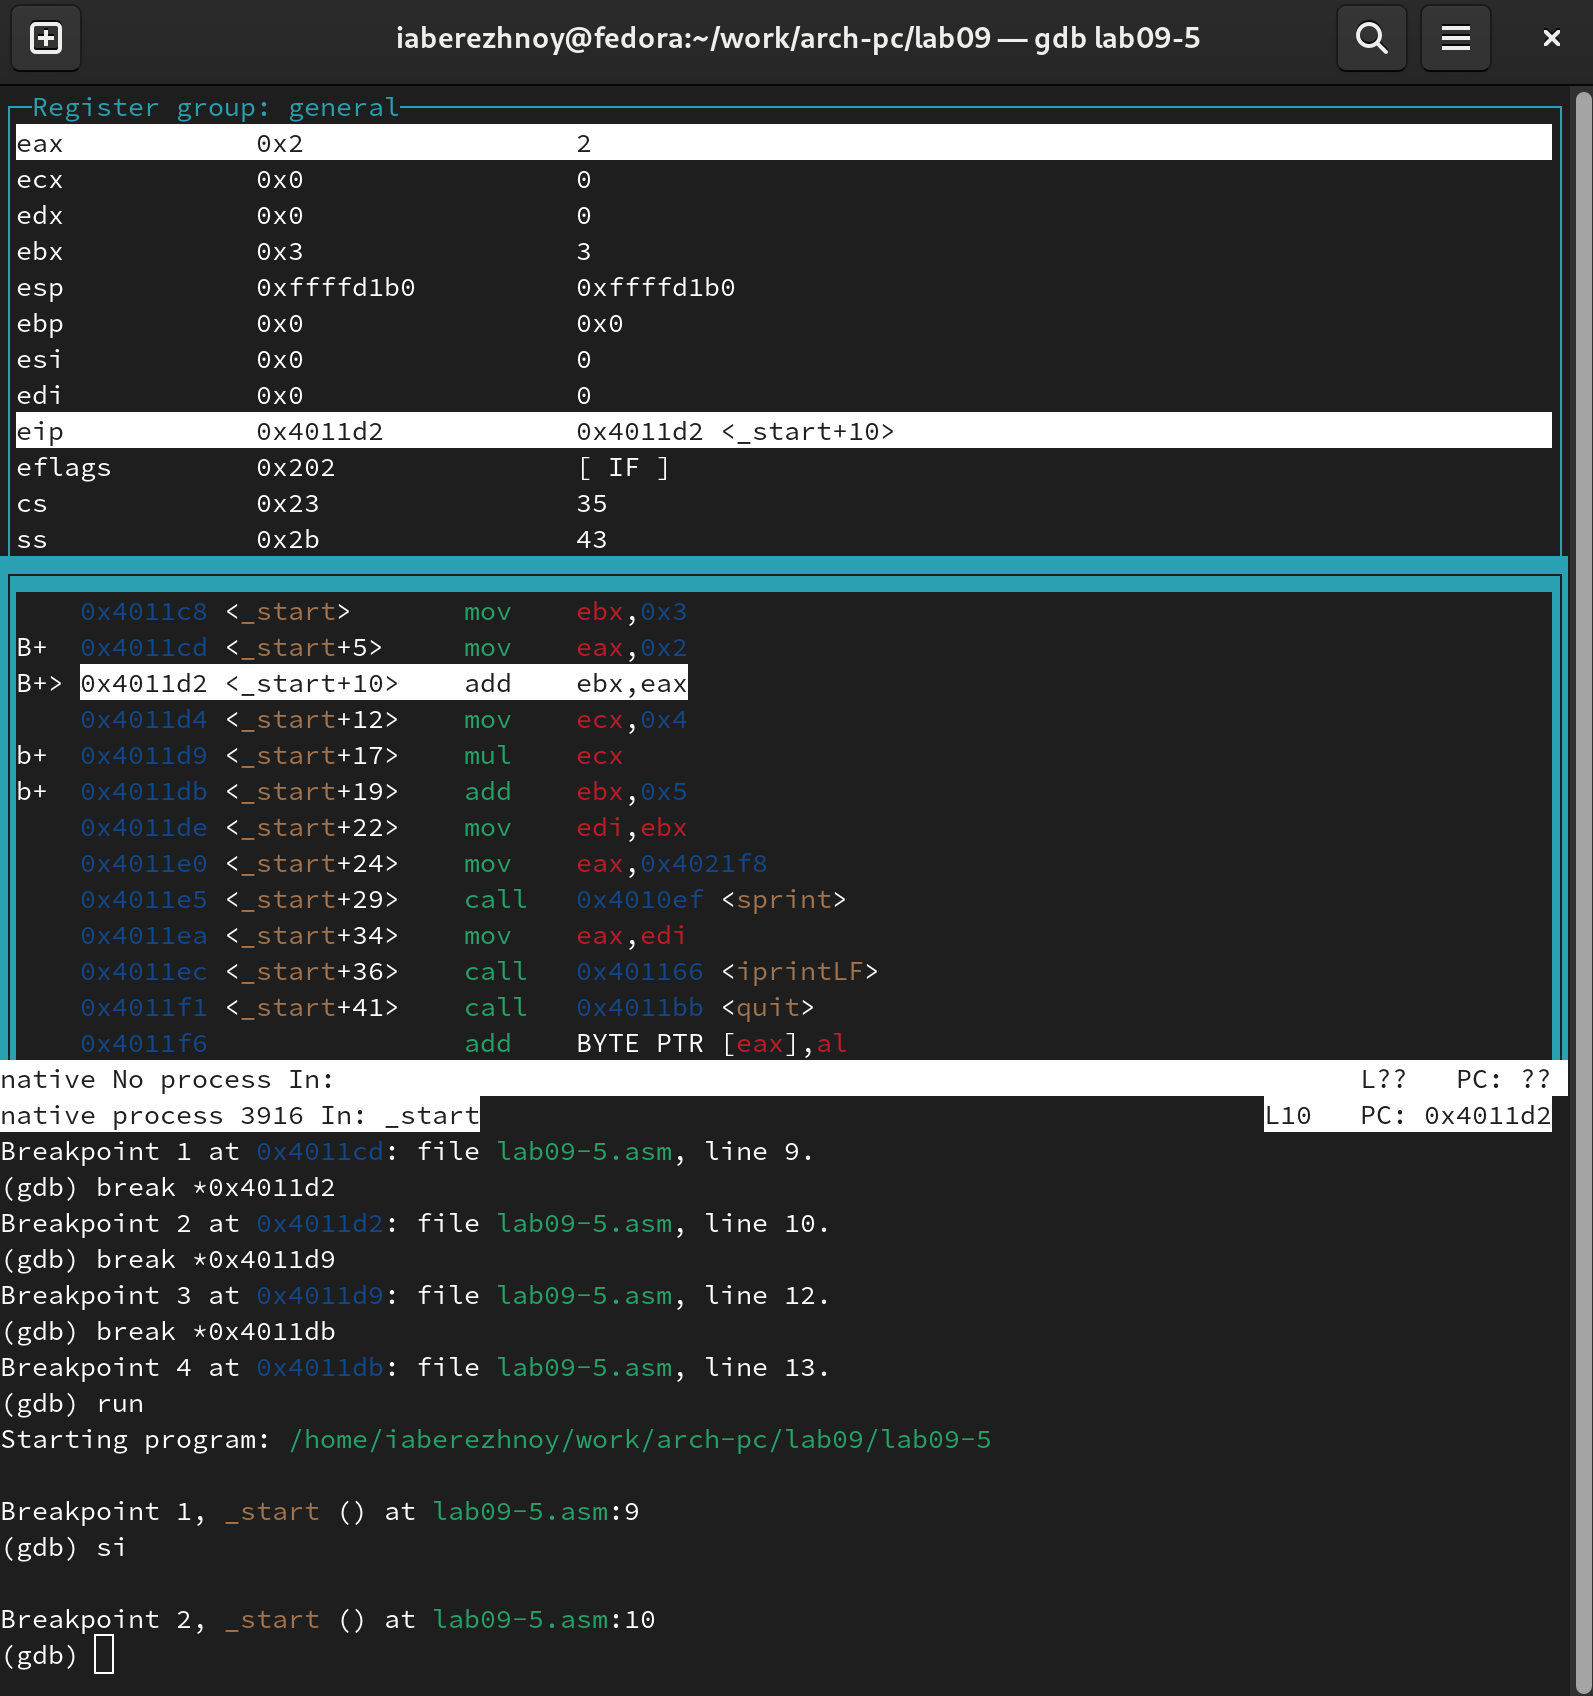 iaberezhnoy@fedora:~/work/arch-pc/lab09 — gdb lab09-5
Register group: general
eax 0x2 2
ecx 0x0 0
edx 0x0 0
ebx 0x3 3
esp 0xffffd1b0 0xffffd1b0
ebp 0x0 0x0
esi 0x0 0
edi 0x0 0
eip 0x4011d2 0x4011d2 <_start+10>
eflags 0x202 [ IF ]
cs 0x23 35
ss 0x2b 43
0x4011c8 <_start> mov ebx,0x3
B+ 0x4011cd <_start+5> mov eax,0x2
B+> 0x4011d2 <_start+10> add ebx,eax
0x4011d4 <_start+12> mov ecx,0x4
b+ 0x4011d9 <_start+17> mul ecx
b+ 0x4011db <_start+19> add ebx,0x5
0x4011de <_start+22> mov edi,ebx
0x4011e0 <_start+24> mov eax,0x4021f8
0x4011e5 <_start+29> call 0x4010ef <sprint>
0x4011ea <_start+34> mov eax,edi
0x4011ec <_start+36> call 0x401166 <iprintLF>
0x4011f1 <_start+41> call 0x4011bb <quit>
0x4011f6 add BYTE PTR [eax],al
native No process In: L?? PC: ??
native process 3916 In: _start L10 PC: 0x4011d2
Breakpoint 1 at 0x4011cd: file lab09-5.asm, line 9.
(gdb) break *0x4011d2
Breakpoint 2 at 0x4011d2: file lab09-5.asm, line 10.
(gdb) break *0x4011d9
Breakpoint 3 at 0x4011d9: file lab09-5.asm, line 12.
(gdb) break *0x4011db
Breakpoint 4 at 0x4011db: file lab09-5.asm, line 13.
(gdb) run
Starting program: /home/iaberezhnoy/work/arch-pc/lab09/lab09-5
Breakpoint 1, _start () at lab09-5.asm:9
(gdb) si
Breakpoint 2, _start () at lab09-5.asm:10
(gdb)